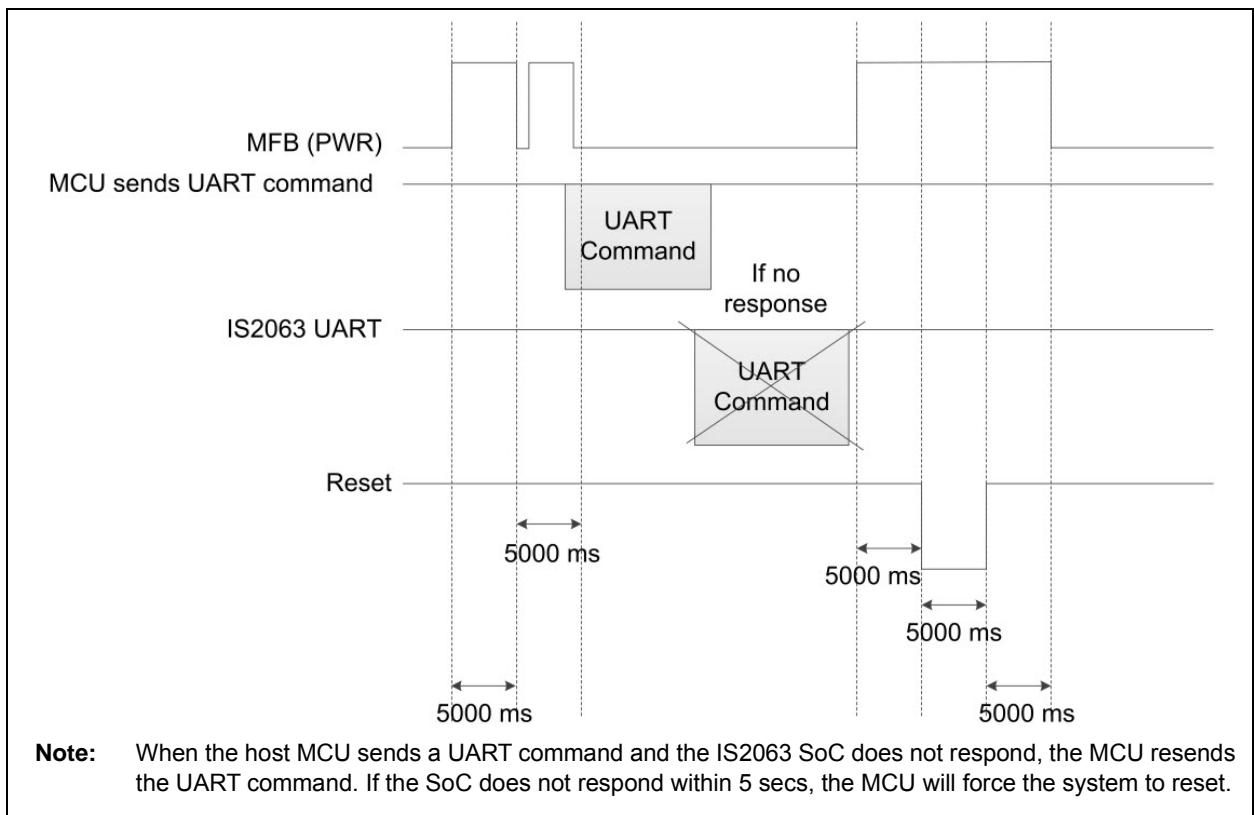 MFB (PWR)
MCU sends UART command
UART
Command
If no
response
IS2063 UART
UART
Command
Reset
5000 ms
5000 ms
5000 ms
5000 ms
5000 ms
Note: When the host MCU sends a UART command and the IS2063 SoC does not respond, the MCU resends
the UART command. If the SoC does not respond within 5 secs, the MCU will force the system to reset.